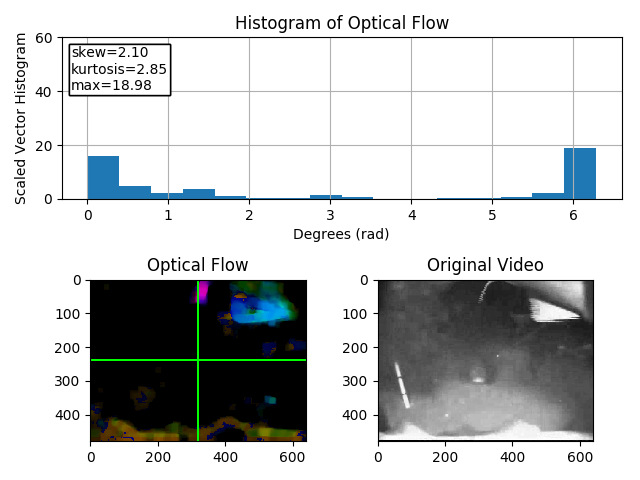 Histogram of Optical Flow
Scaled Vector Histogram
60
40
20
0
skew=2.10
kurtosis=2.85
max=18.98
0 1 2 3 4 5 6
Degrees (rad)
Optical Flow
0
100
200
300
400
0 200 400 600
Original Video
0
100
200
300
400
0 200 400 600